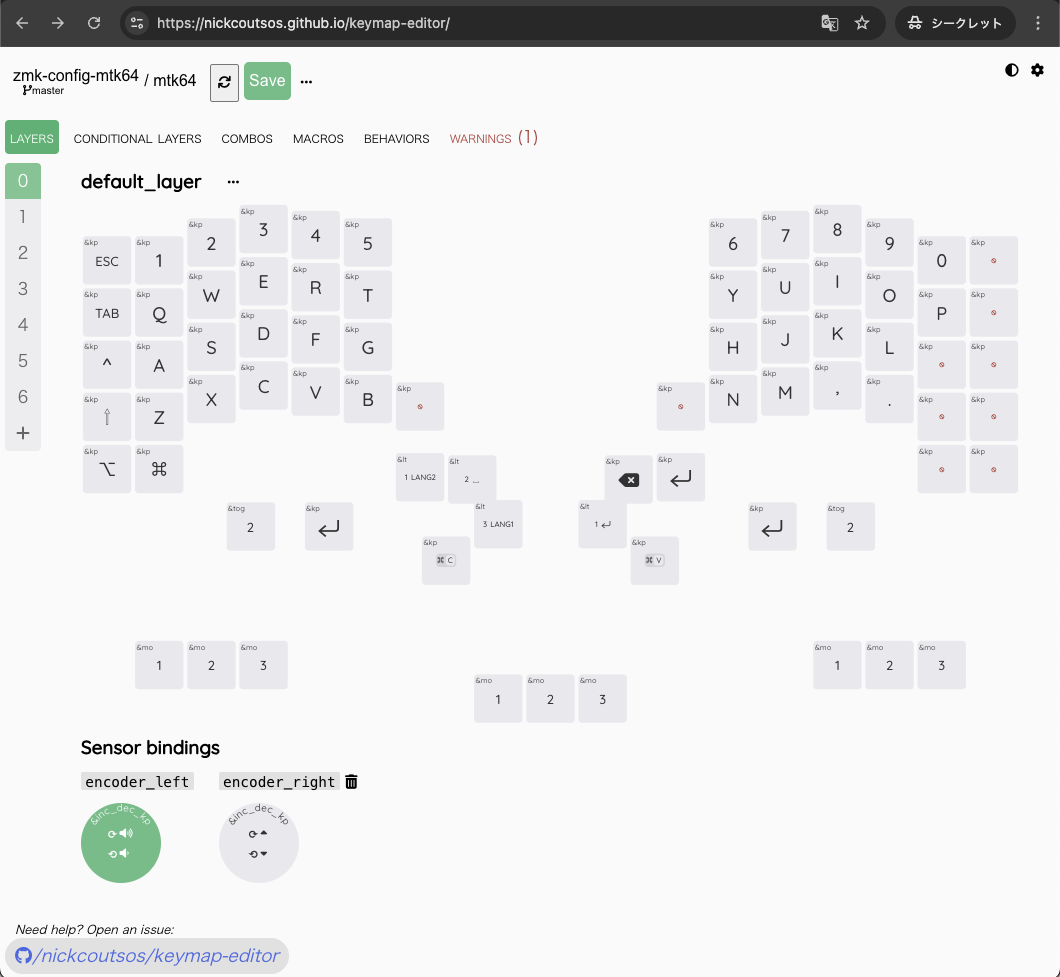 https://nickcoutsos.github.io/keymap-editor/ シークレット
zmk-config-mtk64 / mtk64 Save ...
master
LAYERS CONDITIONAL LAYERS COMBOS MACROS BEHAVIORS WARNINGS (1)
0 default_layer ...
1
2
3
4
5
6
+
&kp ESC &kp 1 &kp 2 &kp 3 &kp 4 &kp 5 &kp 6 &kp 7 &kp 8 &kp 9 &kp 0 &kp
&kp TAB &kp Q &kp W &kp E &kp R &kp T &kp Y &kp U &kp I &kp O &kp P &kp
&kp ^ &kp A &kp S &kp D &kp F &kp G &kp H &kp J &kp K &kp L &kp &kp
&kp ⇧ &kp Z &kp X &kp C &kp V &kp B &kp &kp &kp N &kp M &kp , &kp . &kp &kp
&kp ⌥ &kp ⌘ &lt 1 LANG2 &lt 2 ... &kp &kp ↵ &kp &kp
&tog 2 &kp ↵ &lt 3 LANG1 &lt 1 ↵ &kp ↵ &tog 2
&kp ⌘ C &kp ⌘ V
&mo 1 &mo 2 &mo 3 &mo 1 &mo 2 &mo 3
&mo 1 &mo 2 &mo 3
Sensor bindings
encoder_left encoder_right
&inc_dec_kp &inc_dec_kp
Need help? Open an issue:
/nickcoutsos/keymap-editor